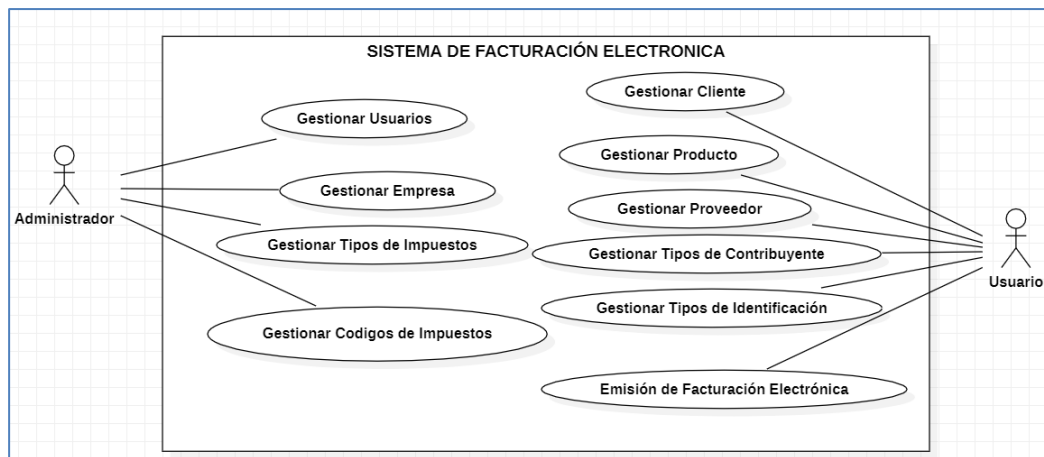 SISTEMA DE FACTURACIÓN ELECTRONICA
Gestionar Usuarios
Gestionar Empresa
Gestionar Tipos de Impuestos
Gestionar Codigos de Impuestos
Administrador
Gestionar Cliente
Gestionar Producto
Gestionar Proveedor
Gestionar Tipos de Contribuyente
Gestionar Tipos de Identificación
Emisión de Facturación Electrónica
Usuario